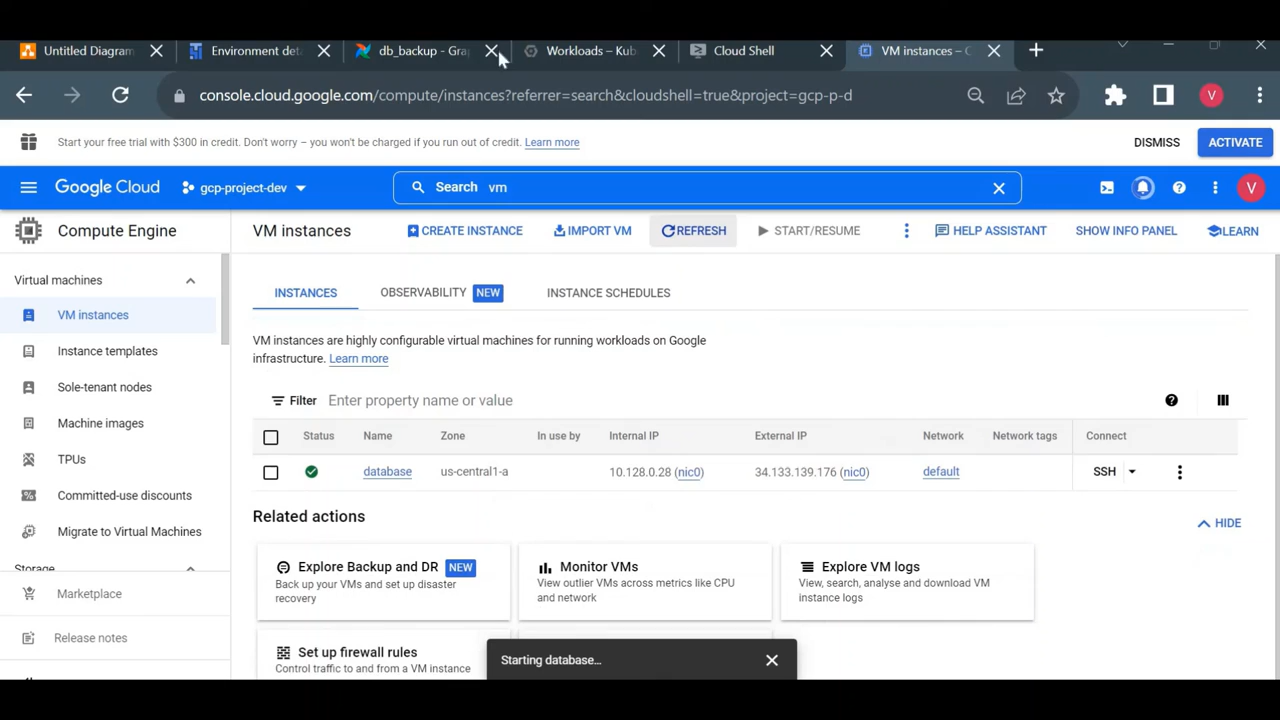 Untitled Diagram
Environment det
db_backup - Gra
Workloads – Kub
Cloud Shell
VM instances – C
console.cloud.google.com/compute/instances?referrer=search&cloudshell=true&project=gcp-p-d
V
Start your free trial with $300 in credit. Don't worry – you won't be charged if you run out of credit. Learn more
DISMISS
ACTIVATE
Google Cloud
gcp-project-dev
Search vm
V
Compute Engine
VM instances
CREATE INSTANCE
IMPORT VM
REFRESH
START/RESUME
HELP ASSISTANT
SHOW INFO PANEL
LEARN
Virtual machines
VM instances
Instance templates
Sole-tenant nodes
Machine images
TPUs
Committed-use discounts
Migrate to Virtual Machines
Storage
Marketplace
Release notes
INSTANCES
OBSERVABILITY NEW
INSTANCE SCHEDULES
VM instances are highly configurable virtual machines for running workloads on Google
infrastructure. Learn more
Filter Enter property name or value
Status Name Zone In use by Internal IP External IP Network Network tags Connect
database us-central1-a 10.128.0.28 (nic0) 34.133.139.176 (nic0) default SSH
Related actions
HIDE
Explore Backup and DR NEW
Back up your VMs and set up disaster
recovery
Monitor VMs
View outlier VMs across metrics like CPU
and network
Explore VM logs
View, search, analyse and download VM
instance logs
Set up firewall rules
Control traffic to and from a VM instance
Starting database...